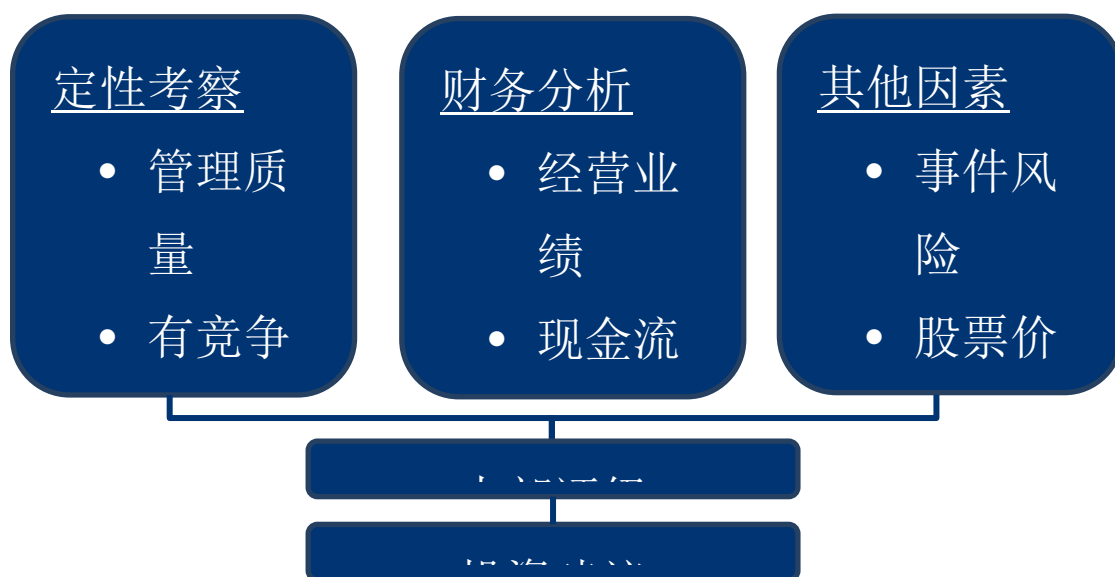 定性考察
• 管理质
量
• 有竞争
财务分析
• 经营业
绩
• 现金流
其他因素
• 事件风
险
• 股票价